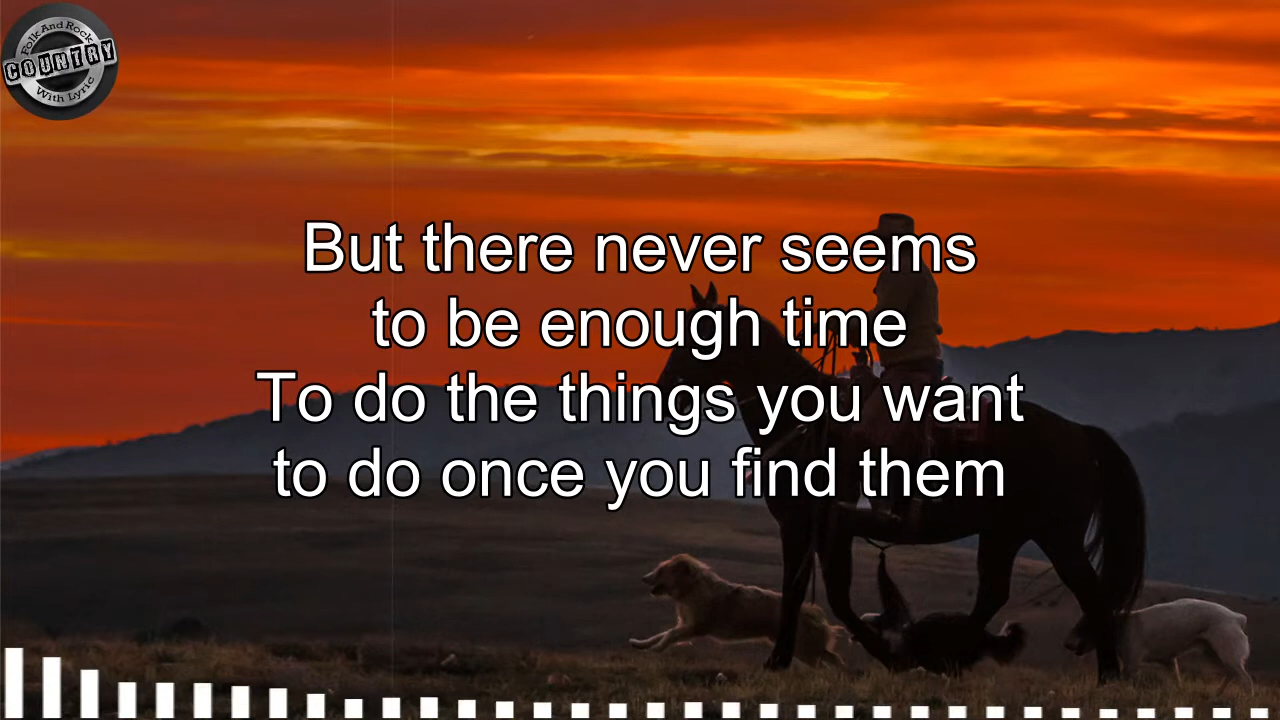 Folk And Rock
COUNTRY
With Lyric
But there never seems
to be enough time
To do the things you want
to do once you find them